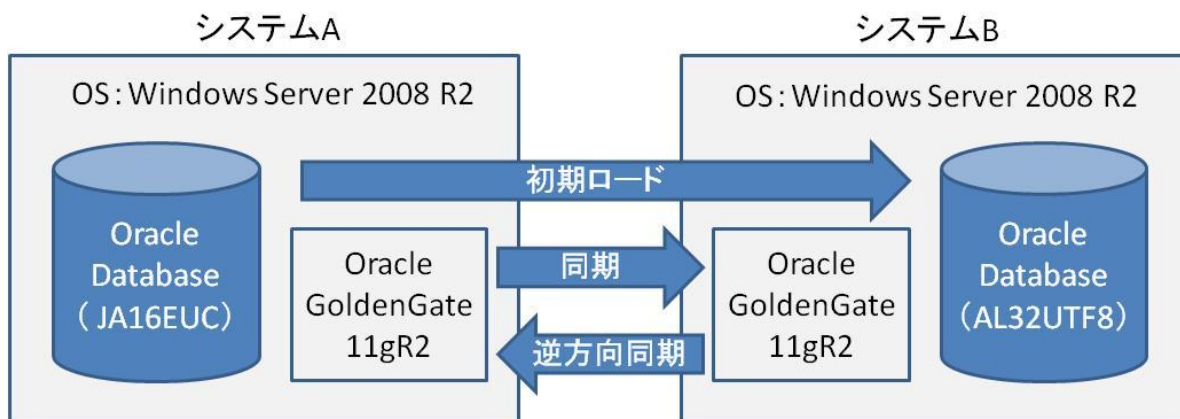 システムA
システムB
OS：Windows Server 2008 R2
OS：Windows Server 2008 R2
初期ロード
Oracle
Database
（ JA16EUC）
Oracle
GoldenGate
11gR2
同期
逆方向同期
Oracle
GoldenGate
11gR2
Oracle
Database
(AL32UTF8)